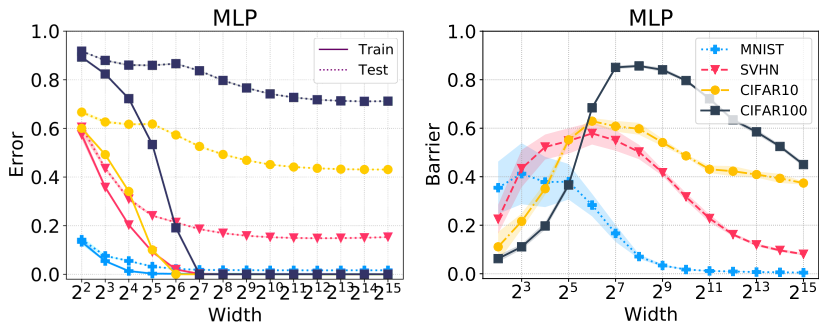 MLP
1.0
0.8
0.6
0.4
0.2
0.0
Error
Train
Test
2^2 2^3 2^4 2^5 2^6 2^7 2^8 2^9 2^10 2^11 2^12 2^13 2^14 2^15
Width
MLP
1.0
0.8
0.6
0.4
0.2
0.0
Barrier
MNIST
SVHN
CIFAR10
CIFAR100
2^3 2^5 2^7 2^9 2^11 2^13 2^15
Width